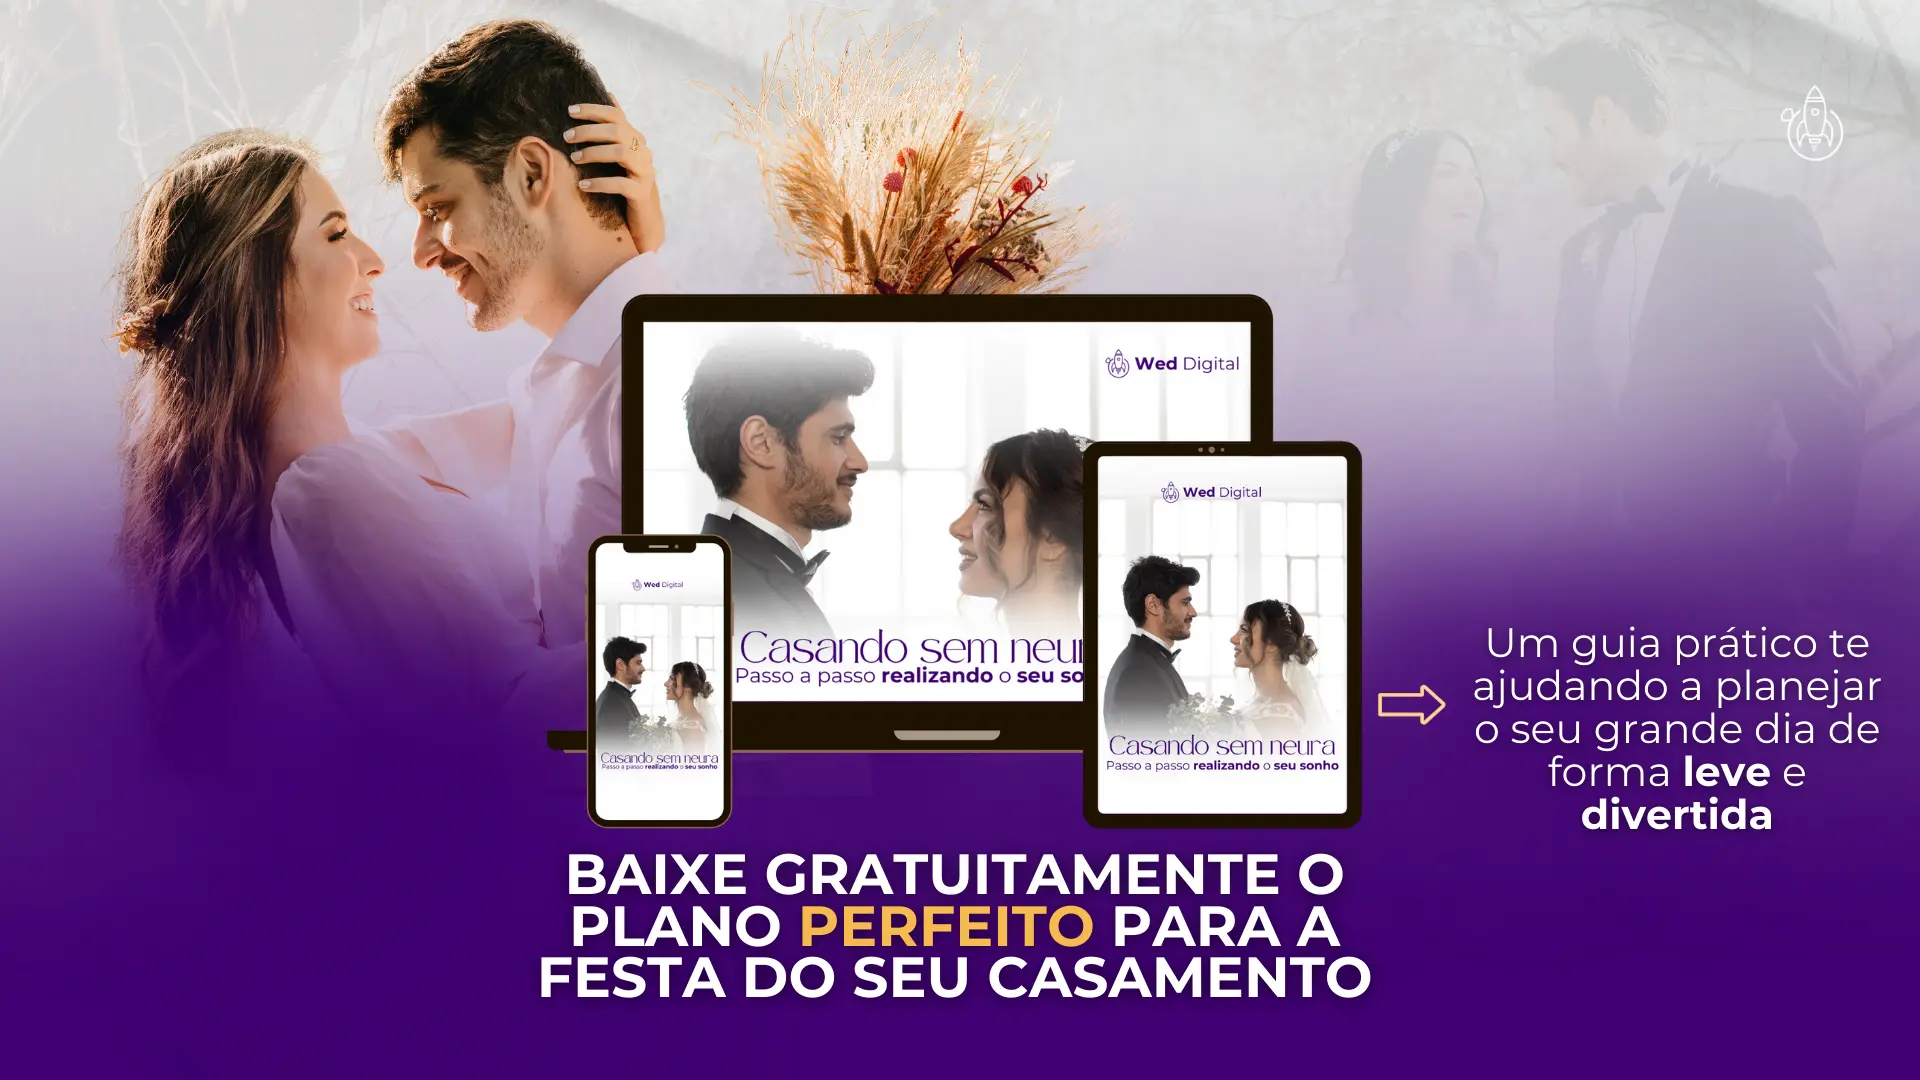 Wed Digital
Casando sem neur
Passo a passo realizando o seu so
Wed Digital
Casando sem neura
Passo a passo realizando o seu sonho
Wed Digital
Casando sem neura
Passo a passo realizando o seu sonho
Um guia prático te
ajudando a planejar
o seu grande dia de
forma leve e
divertida
BAIXE GRATUITAMENTE O
PLANO PERFEITO PARA A
FESTA DO SEU CASAMENTO